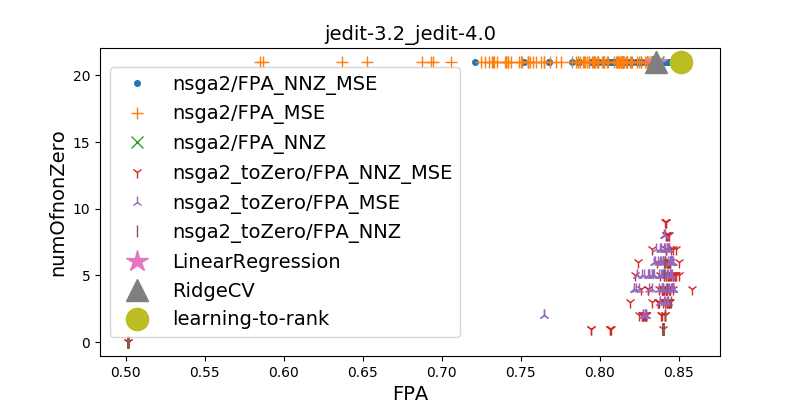 jedit-3.2_jedit-4.0
numOfnonZero
20
15
10
5
0
nsga2/FPA_NNZ_MSE
nsga2/FPA_MSE
nsga2/FPA_NNZ
nsga2_toZero/FPA_NNZ_MSE
nsga2_toZero/FPA_MSE
nsga2_toZero/FPA_NNZ
LinearRegression
RidgeCV
learning-to-rank
0.50 0.55 0.60 0.65 0.70 0.75 0.80 0.85
FPA